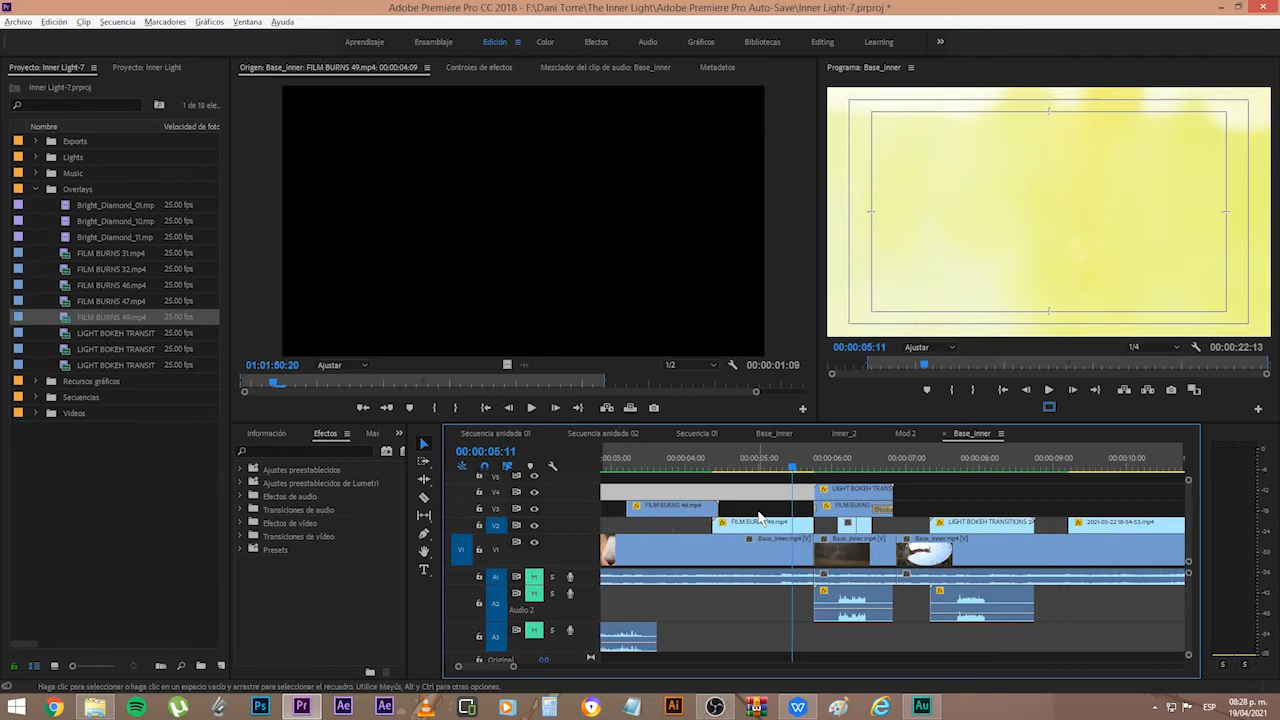 Adobe Premiere Pro CC 2018 - F:\Dani Torre\The Inner Light\Adobe Premiere Pro Auto-Save\Inner Light-7.prproj *
Archivo Edición Clip Secuencia Marcadores Gráficos Ventana Ayuda
Aprendizaje Ensamblaje Edición Color Efectos Audio Gráficos Bibliotecas Editing Learning
Proyecto: Inner Light-7 Proyecto: Inner Light
Inner Light-7.prproj
1 de 18 ele...
Nombre Velocidad de foto
Exports
Lights
Music
Overlays
Bright_Diamond_01.mp 25.00 fps
Bright_Diamond_10.mp 25.00 fps
Bright_Diamond_11.mp 25.00 fps
FILM BURNS 31.mp4 25.00 fps
FILM BURNS 32.mp4 25.00 fps
FILM BURNS 46.mp4 25.00 fps
FILM BURNS 47.mp4 25.00 fps
FILM BURNS 49.mp4 25.00 fps
LIGHT BOKEH TRANSIT 25.00 fps
LIGHT BOKEH TRANSIT 25.00 fps
LIGHT BOKEH TRANSIT 25.00 fps
Recursos gráficos
Secuencias
Videos
Origen: Base_inner: FILM BURNS 49.mp4: 00:00:04:09 Controles de efectos Mezclador del clip de audio: Base_inner Metadatos
01:01:50:20 Ajustar 1/2 00:00:01:09
Programa: Base_inner
00:00:05:11 Ajustar 1/4 00:00:22:13
Información Efectos Mar
Ajustes preestablecidos
Ajustes preestablecidos de Lumetri
Efectos de audio
Transiciones de audio
Efectos de vídeo
Transiciones de vídeo
Presets
Secuencia anidada 01 Secuencia anidada 02 Secuencia 01 Base_inner Inner_2 Mod 2 × Base_inner
00:00:05:11
:00:03:00 00:00:04:00 00:00:05:00 00:00:06:00 00:00:07:00 00:00:08:00 00:00:09:00 00:00:10:00
V4 LIGHT BOKEH TRANS
V3 FILM BURNS 46.mp4 FILM BURNS
V2 LIGHT BOKEH TRANSITIONS 2 2021-03-22 18-54-53.mp4
V1 V1 Base_inner.mp4 [V] Base_inner.mp4 [V] Base_inner.mp4 [V]
A1 M S
A2 M S
Audio 2
A3 M S
Original 0.0
0
S S
Haga clic para seleccionar o haga clic en un espacio vacío y arrastre para seleccionar el recuadro. Utilice Mayús, Alt y Ctrl para otras opciones.
Ps Pr Ae Ae Ai Au
ESP 08:28 p. m.
19/04/2021